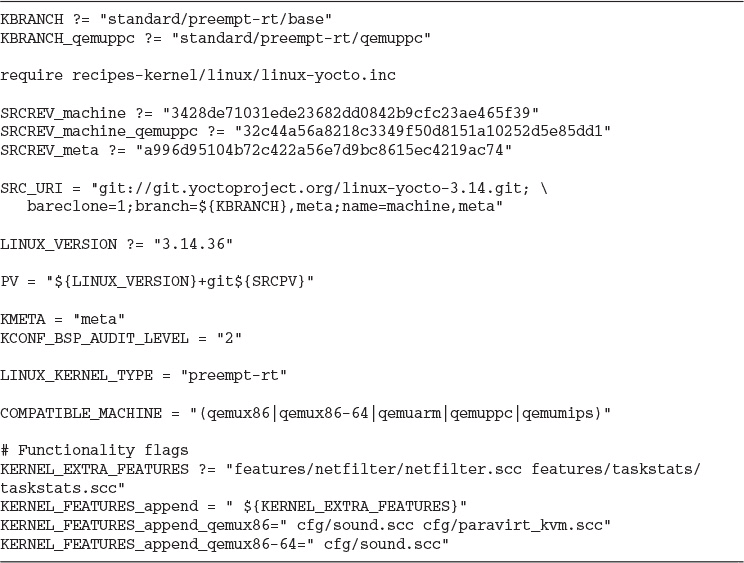 KBRANCH ?= "standard/preempt-rt/base"
KBRANCH_qemuppc ?= "standard/preempt-rt/qemuppc"
require recipes-kernel/linux/linux-yocto.inc
SRCREV_machine ?= "3428de71031ede23682dd0842b9cfc23ae465f39"
SRCREV_machine_qemuppc ?= "32c44a56a8218c3349f50d8151a10252d5e85dd1"
SRCREV_meta ?= "a996d95104b72c422a56e7d9bc8615ec4219ac74"
SRC_URI = "git://git.yoctoproject.org/linux-yocto-3.14.git; \
bareclone=1;branch=${KBRANCH},meta;name=machine,meta"
LINUX_VERSION ?= "3.14.36"
PV = "${LINUX_VERSION}+git${SRCPV}"
KMETA = "meta"
KCONF_BSP_AUDIT_LEVEL = "2"
LINUX_KERNEL_TYPE = "preempt-rt"
COMPATIBLE_MACHINE = "(qemux86|qemux86-64|qemuarm|qemuppc|qemumips)"
# Functionality flags
KERNEL_EXTRA_FEATURES ?= "features/netfilter/netfilter.scc features/taskstats/
taskstats.scc"
KERNEL_FEATURES_append = " ${KERNEL_EXTRA_FEATURES}"
KERNEL_FEATURES_append_qemux86=" cfg/sound.scc cfg/paravirt_kvm.scc"
KERNEL_FEATURES_append_qemux86-64=" cfg/sound.scc"